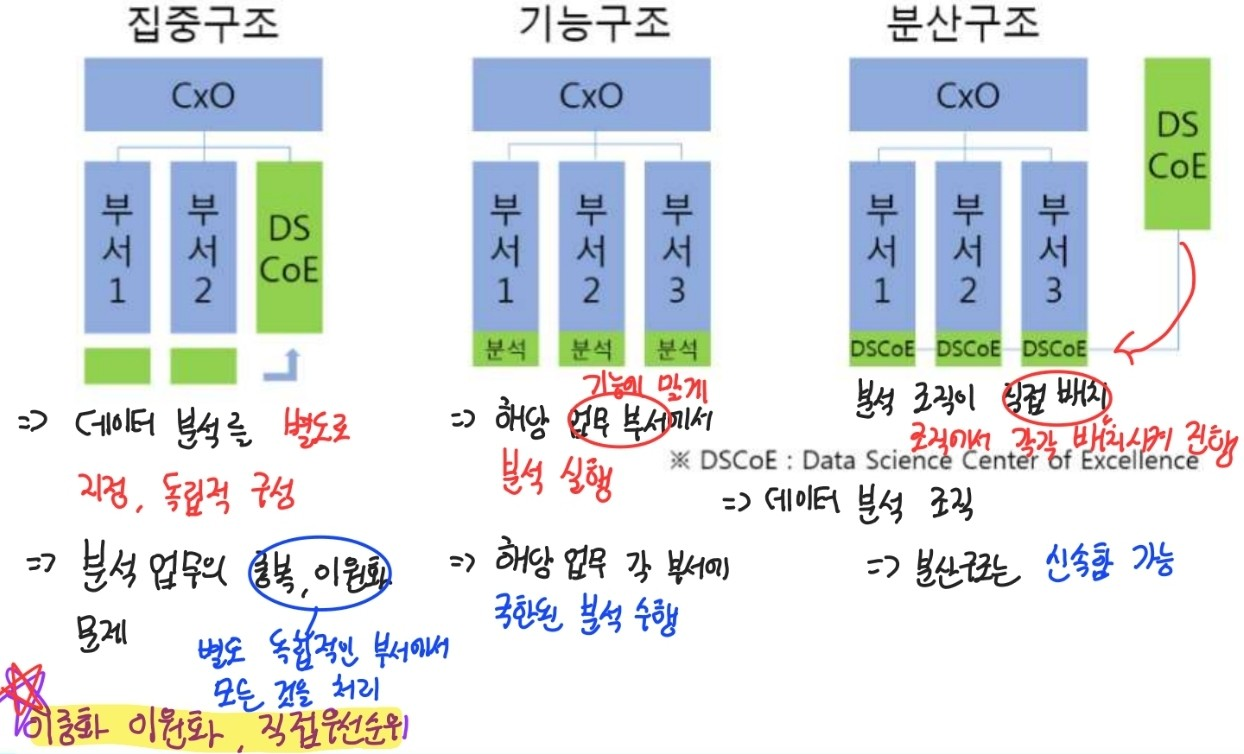 집중구조
CxO
부서1
부서2
DS CoE
=> 데이터 분석을 별도로
지정, 독립적 구성
=> 분석 업무의 중복, 이원화
문제
별도 독립적인 부서에서
모든 것을 처리
이중화 이원화, 직접우선순위
기능구조
CxO
부서1
부서2
부서3
분석
분석
분석
기능에 맞게
=> 해당 업무 부서에서
분석 실행
=> 해당 업무 각 부서에
국한된 분석 수행
분산구조
CxO
DS CoE
부서1
부서2
부서3
DSCoE
DSCoE
DSCoE
분석 조직이 직접 배치
조직에서 각각 배치시켜 진행
※ DSCoE : Data Science Center of Excellence
=> 데이터 분석 조직
=> 분산구조는 신속함 가능